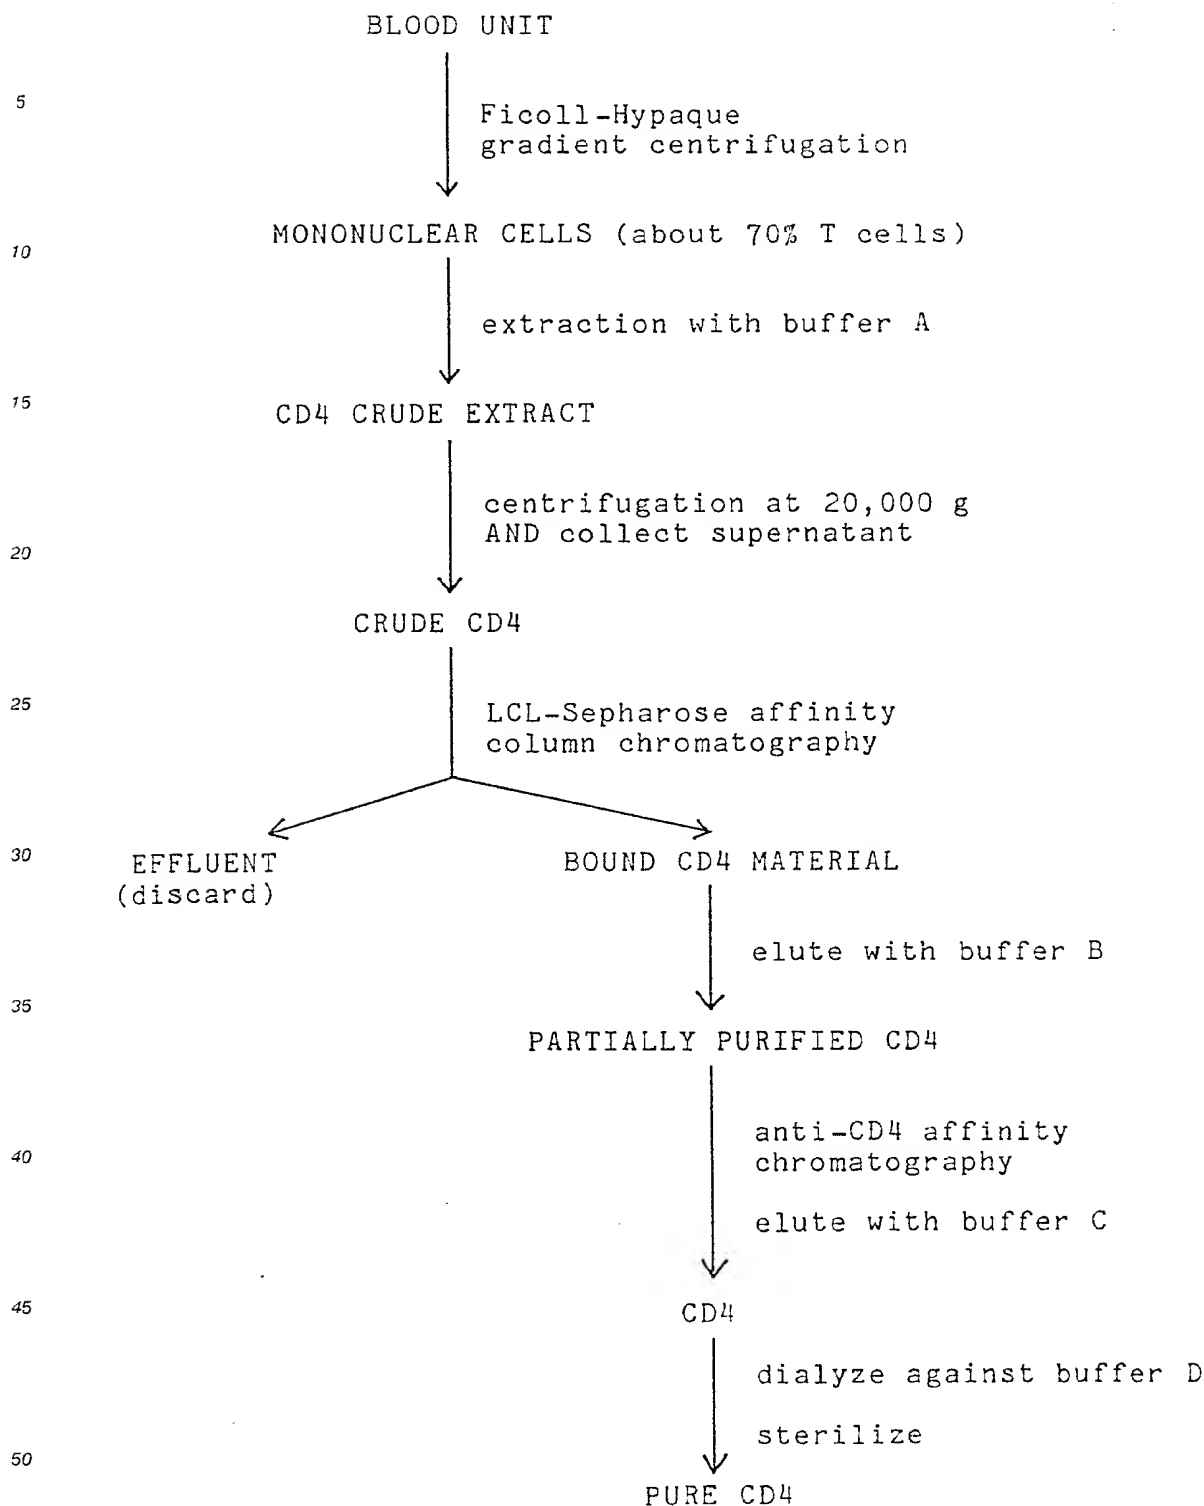 BLOOD UNIT
5
Ficoll-Hypaque
gradient centrifugation
MONONUCLEAR CELLS (about 70% T cells)
10
extraction with buffer A
15
CD4 CRUDE EXTRACT
centrifugation at 20,000 g
AND collect supernatant
20
CRUDE CD4
25
LCL-Sepharose affinity
column chromatography
30
EFFLUENT
(discard)
BOUND CD4 MATERIAL
elute with buffer B
35
PARTIALLY PURIFIED CD4
anti-CD4 affinity
chromatography
40
elute with buffer C
45
CD4
dialyze against buffer D
sterilize
50
PURE CD4